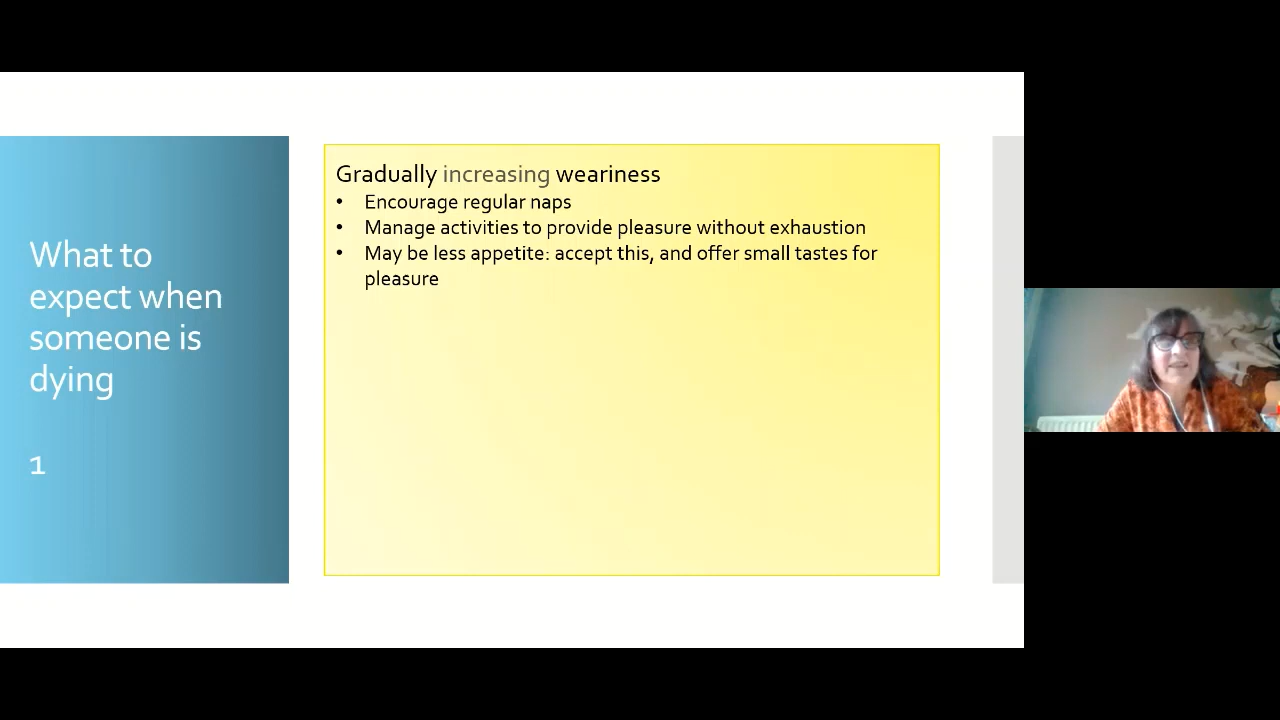 What to
expect when
someone is
dying
1
Gradually increasing weariness
• Encourage regular naps
• Manage activities to provide pleasure without exhaustion
• May be less appetite: accept this, and offer small tastes for
pleasure